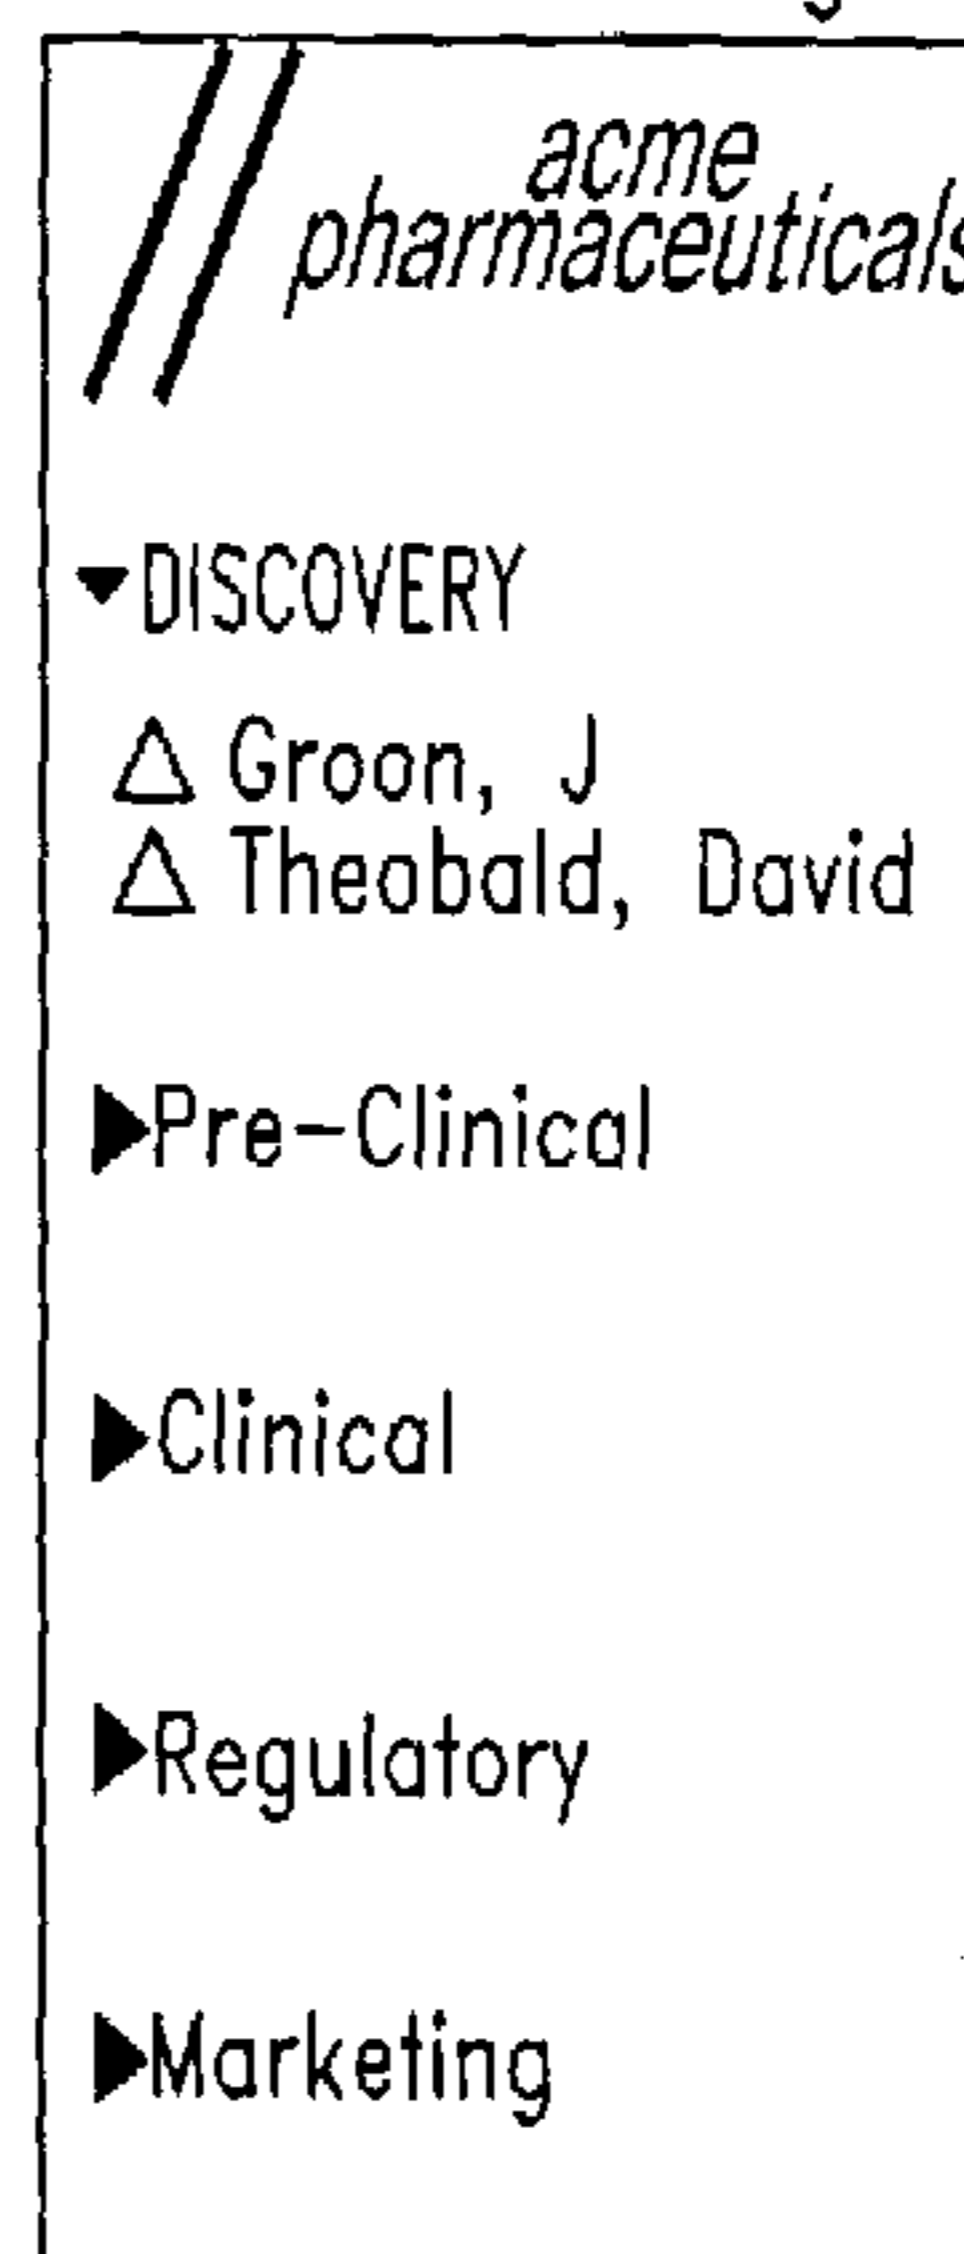 acme
pharmaceuticals
DISCOVERY
Groon, J
Theobald, David
Pre-Clinical
Clinical
Regulatory
Marketing